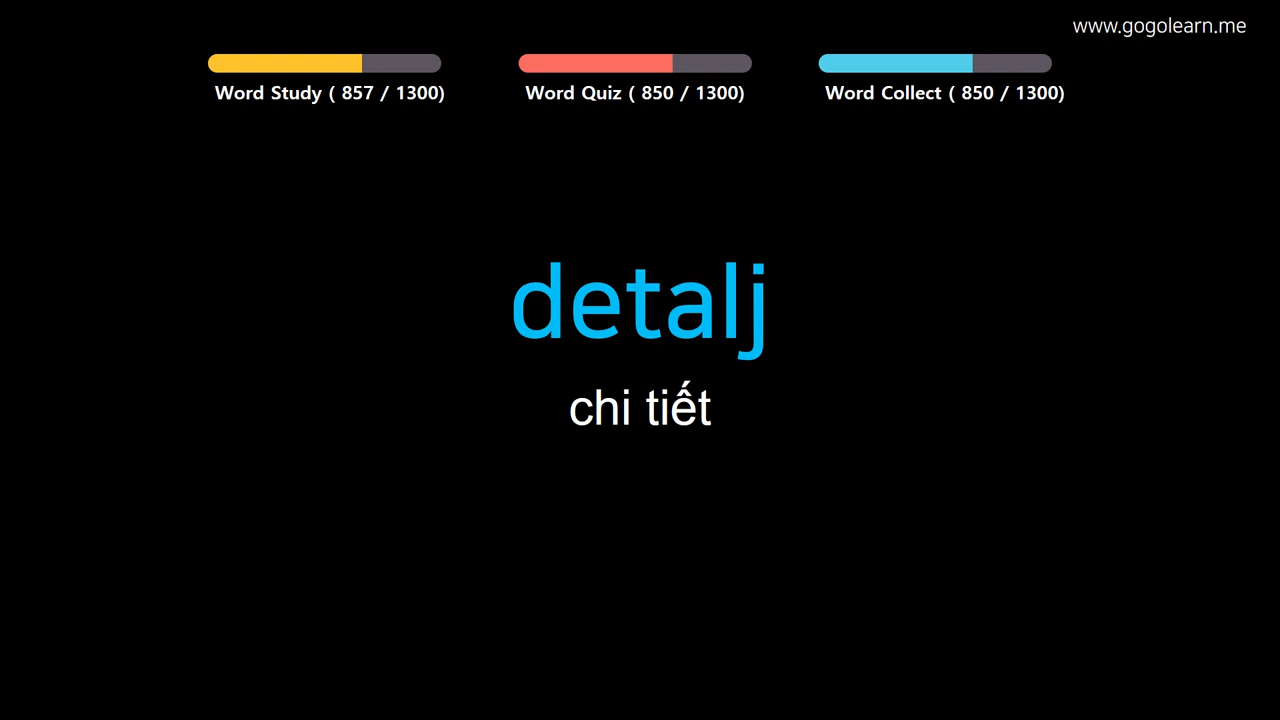 www.gogolearn.me
Word Study ( 857 / 1300)
Word Quiz ( 850 / 1300)
Word Collect ( 850 / 1300)
detalj
chi tiết